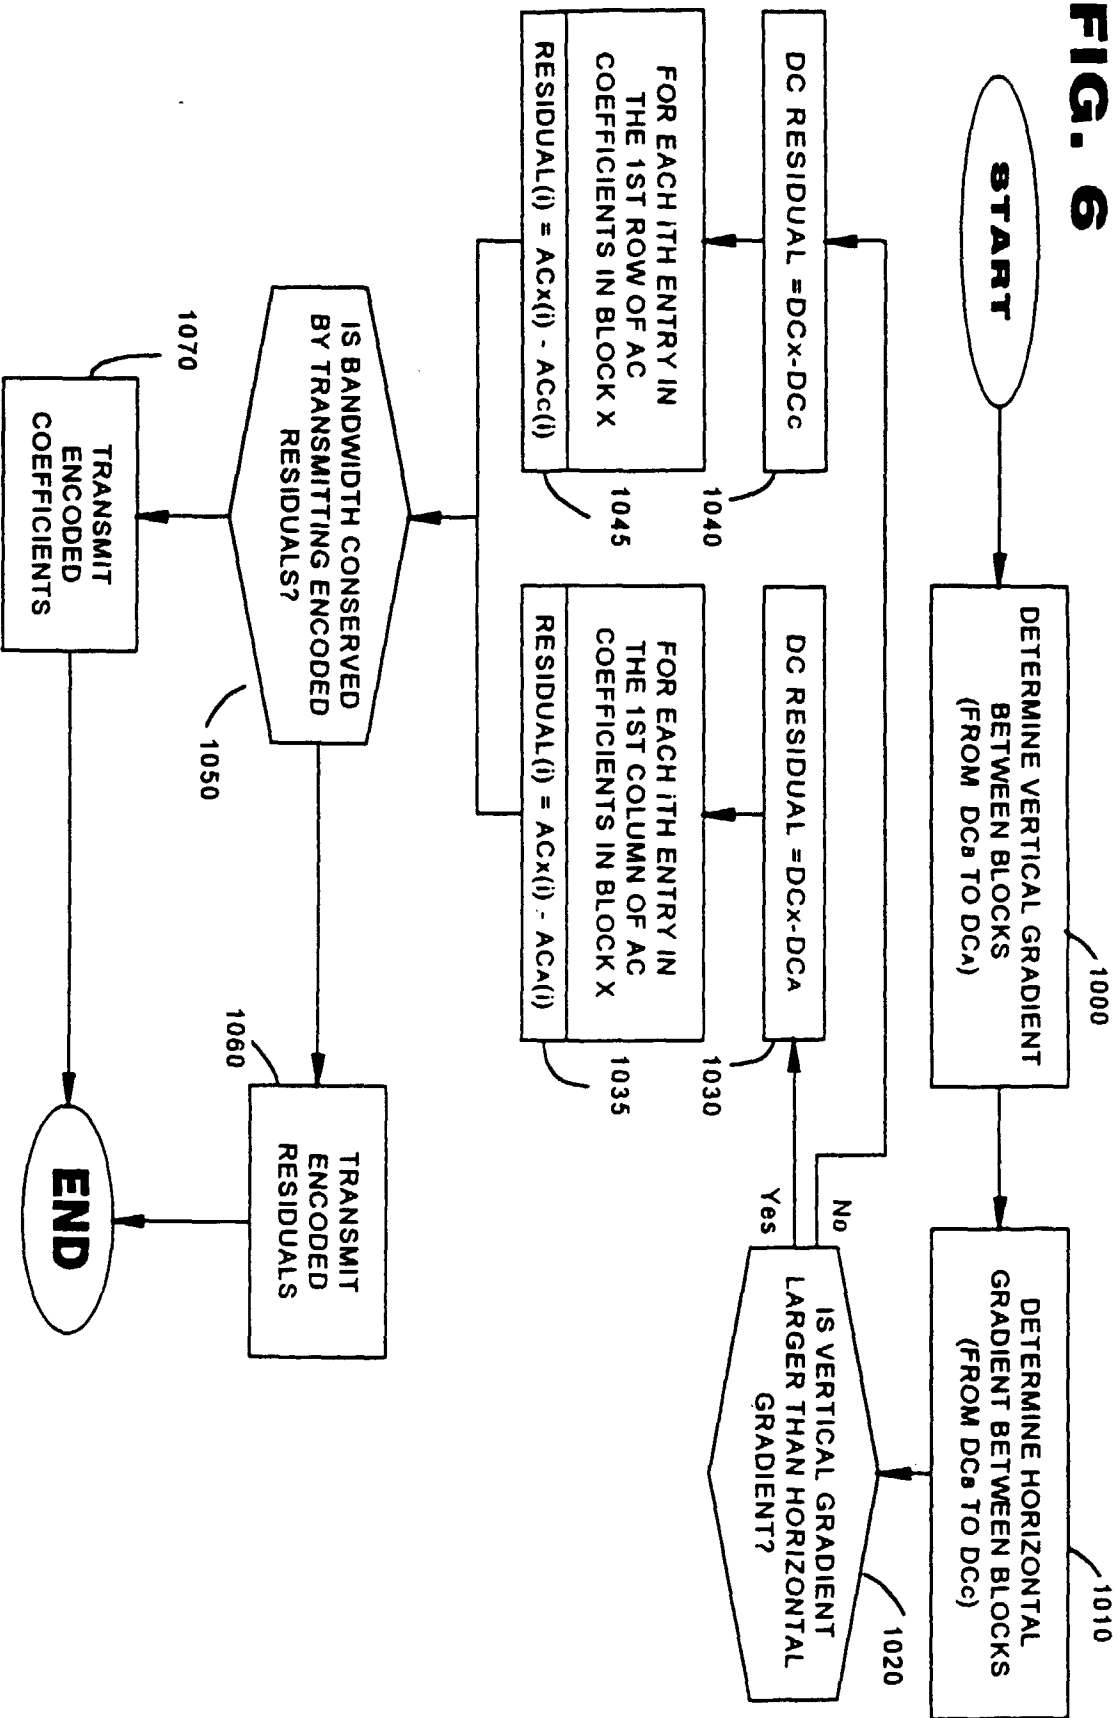 FIG. 6
START
DETERMINE VERTICAL GRADIENT
BETWEEN BLOCKS
(FROM DCB TO DCA)
1000
DETERMINE HORIZONTAL
GRADIENT BETWEEN BLOCKS
(FROM DCB TO DCC)
1010
IS VERTICAL GRADIENT
LARGER THAN HORIZONTAL
GRADIENT?
1020
No
Yes
DC RESIDUAL =DCX-DCC
1040
FOR EACH iTH ENTRY IN
THE 1ST ROW OF AC
COEFFICIENTS IN BLOCK X
RESIDUAL(i) = ACX(i) - ACC(i)
1045
DC RESIDUAL =DCX-DCA
1030
FOR EACH iTH ENTRY IN
THE 1ST COLUMN OF AC
COEFFICIENTS IN BLOCK X
RESIDUAL(i) = ACX(i) - ACA(i)
1035
IS BANDWIDTH CONSERVED
BY TRANSMITTING ENCODED
RESIDUALS?
1050
TRANSMIT
ENCODED
RESIDUALS
1060
1070
TRANSMIT
ENCODED
COEFFICIENTS
END